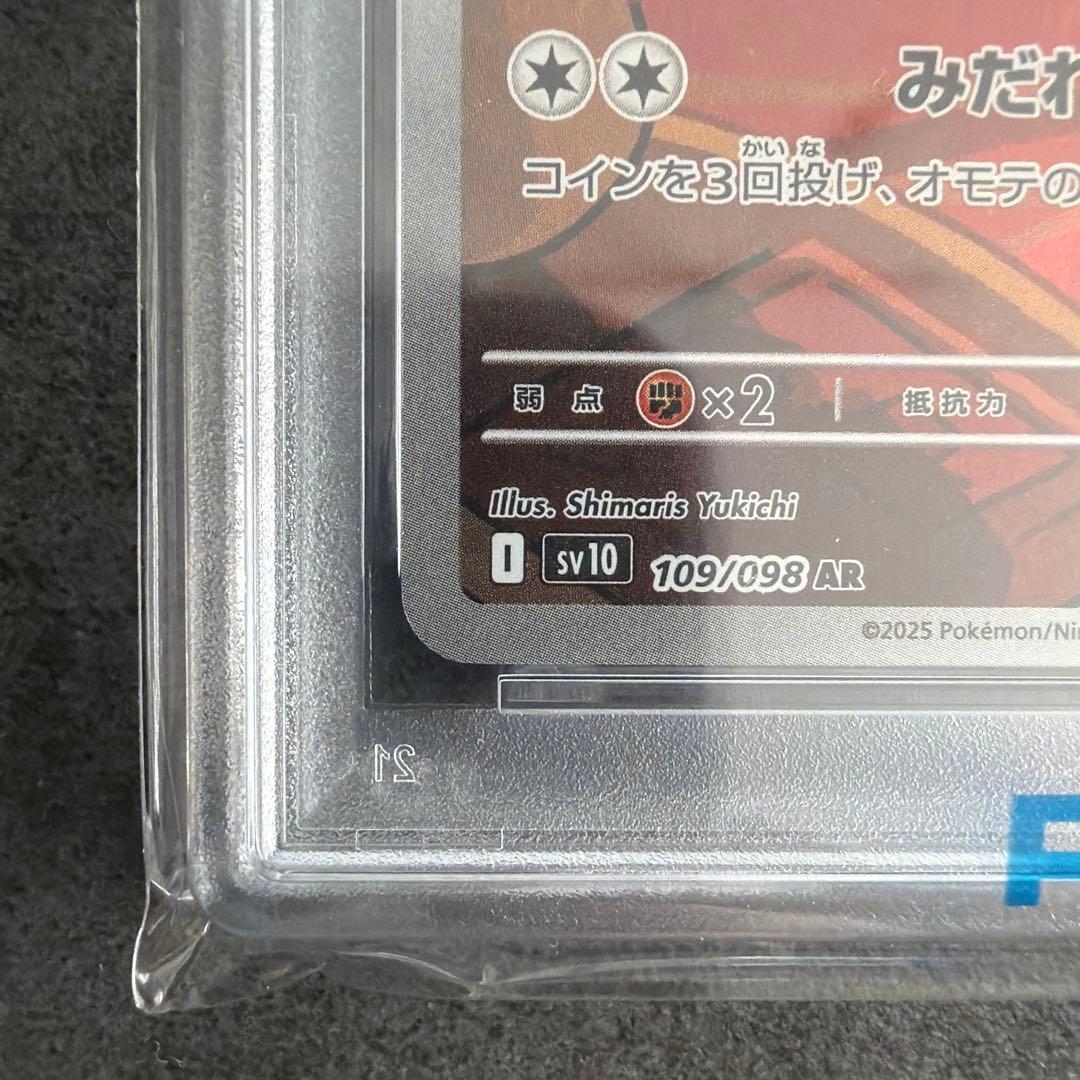 みだれ
コインを3回投げ、オモテの
かいな
弱点 ×2 抵抗力
Illus. Shimaris Yukichi
I SV10 109/098 AR
©2025 Pokémon/Nin
21